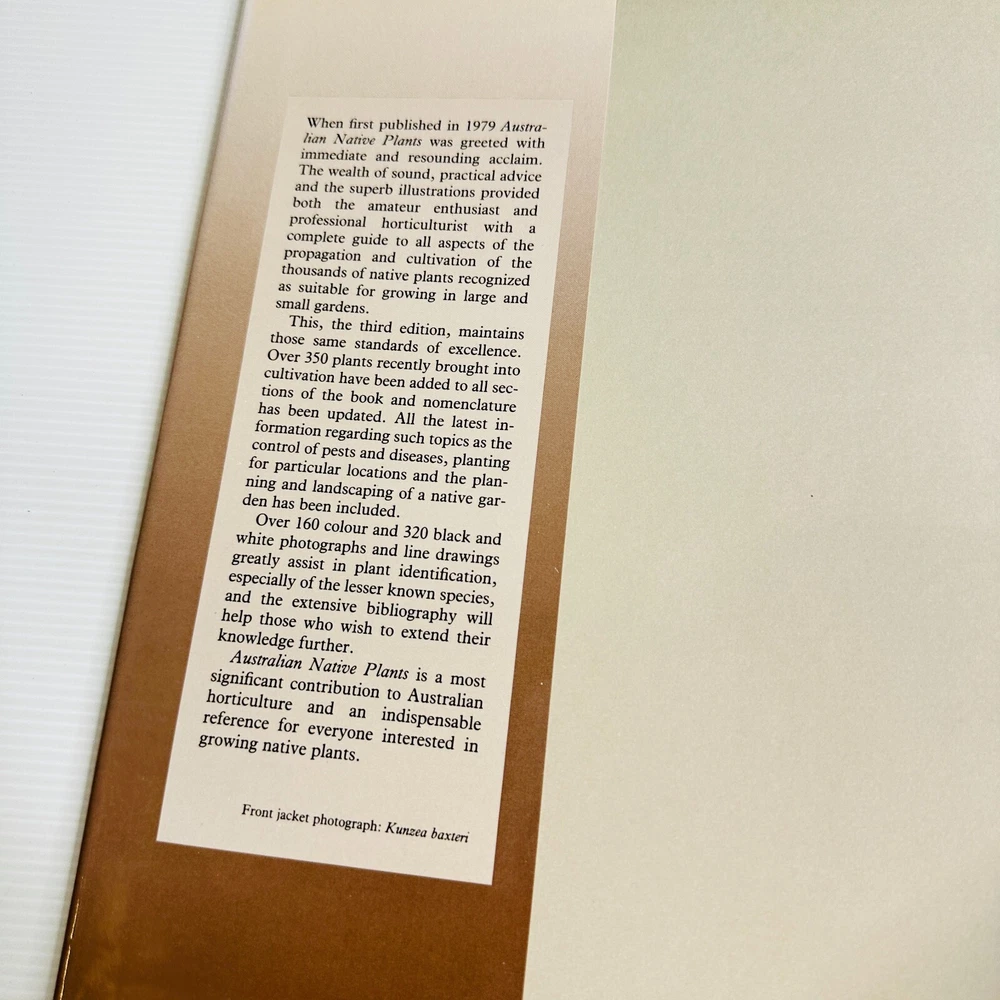 When first published in 1979 Austra-
lian Native Plants was greeted with
immediate and resounding acclaim.
The wealth of sound, practical advice
and the superb illustrations provided
both the amateur enthusiast and
professional horticulturist with a
complete guide to all aspects of the
propagation and cultivation of the
thousands of native plants recognized
as suitable for growing in large and
small gardens.
This, the third edition, maintains
those same standards of excellence.
Over 350 plants recently brought into
cultivation have been added to all sec-
tions of the book and nomenclature
has been updated. All the latest in-
formation regarding such topics as the
control of pests and diseases, planting
for particular locations and the plan-
ning and landscaping of a native gar-
den has been included.
Over 160 colour and 320 black and
white photographs and line drawings
greatly assist in plant identification,
especially of the lesser known species,
and the extensive bibliography will
help those who wish to extend their
knowledge further.
Australian Native Plants is a most
significant contribution to Australian
horticulture and an indispensable
reference for everyone interested in
growing native plants.
Front jacket photograph: Kunzea baxteri